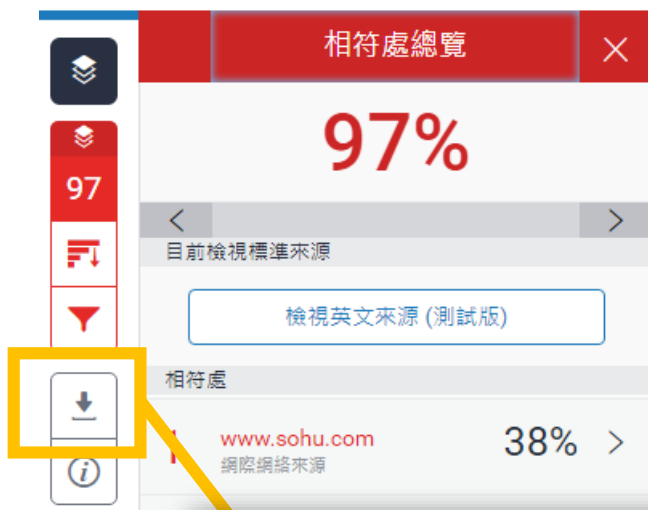 相符處總覽
97%
97
目前檢視標準來源
檢視英文來源 (測試版)
相符處
1 www.sohu.com 38%
網際網絡來源